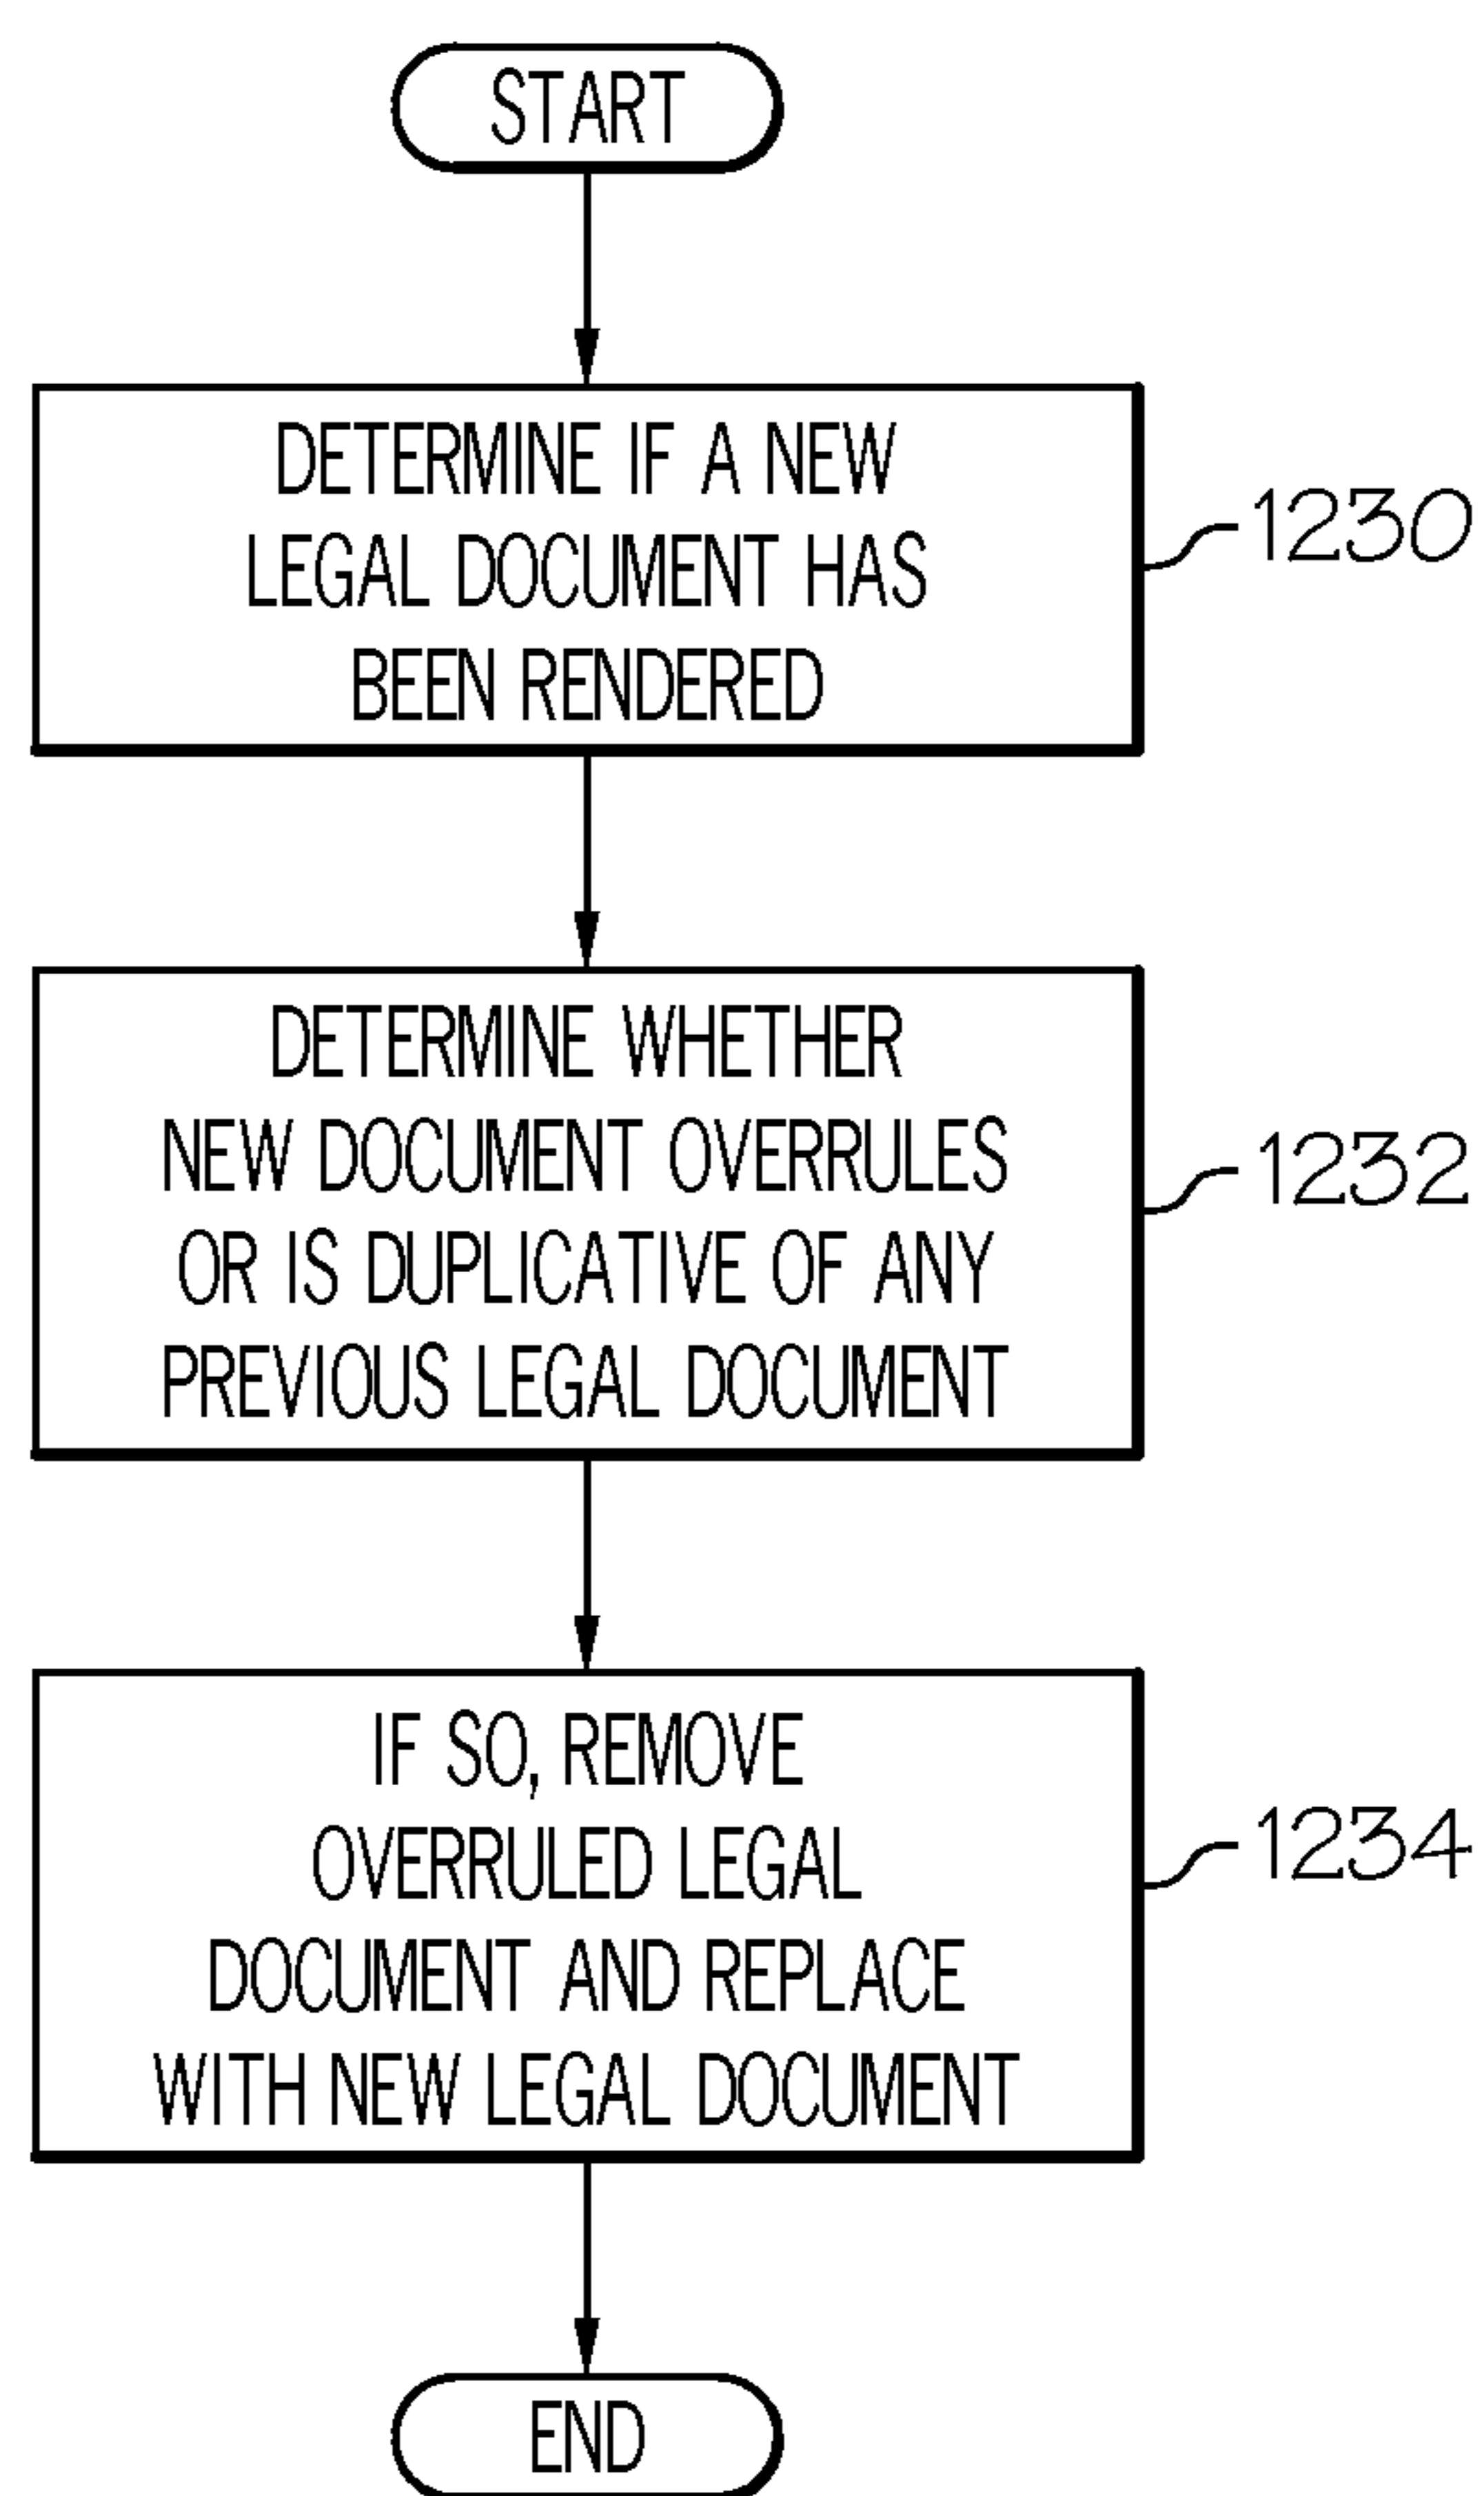 START
DETERMINE IF A NEW
LEGAL DOCUMENT HAS
BEEN RENDERED
1230
DETERMINE WHETHER
NEW DOCUMENT OVERRULES
OR IS DUPLICATIVE OF ANY
PREVIOUS LEGAL DOCUMENT
1232
IF SO, REMOVE
OVERRULED LEGAL
DOCUMENT AND REPLACE
WITH NEW LEGAL DOCUMENT
1234
END